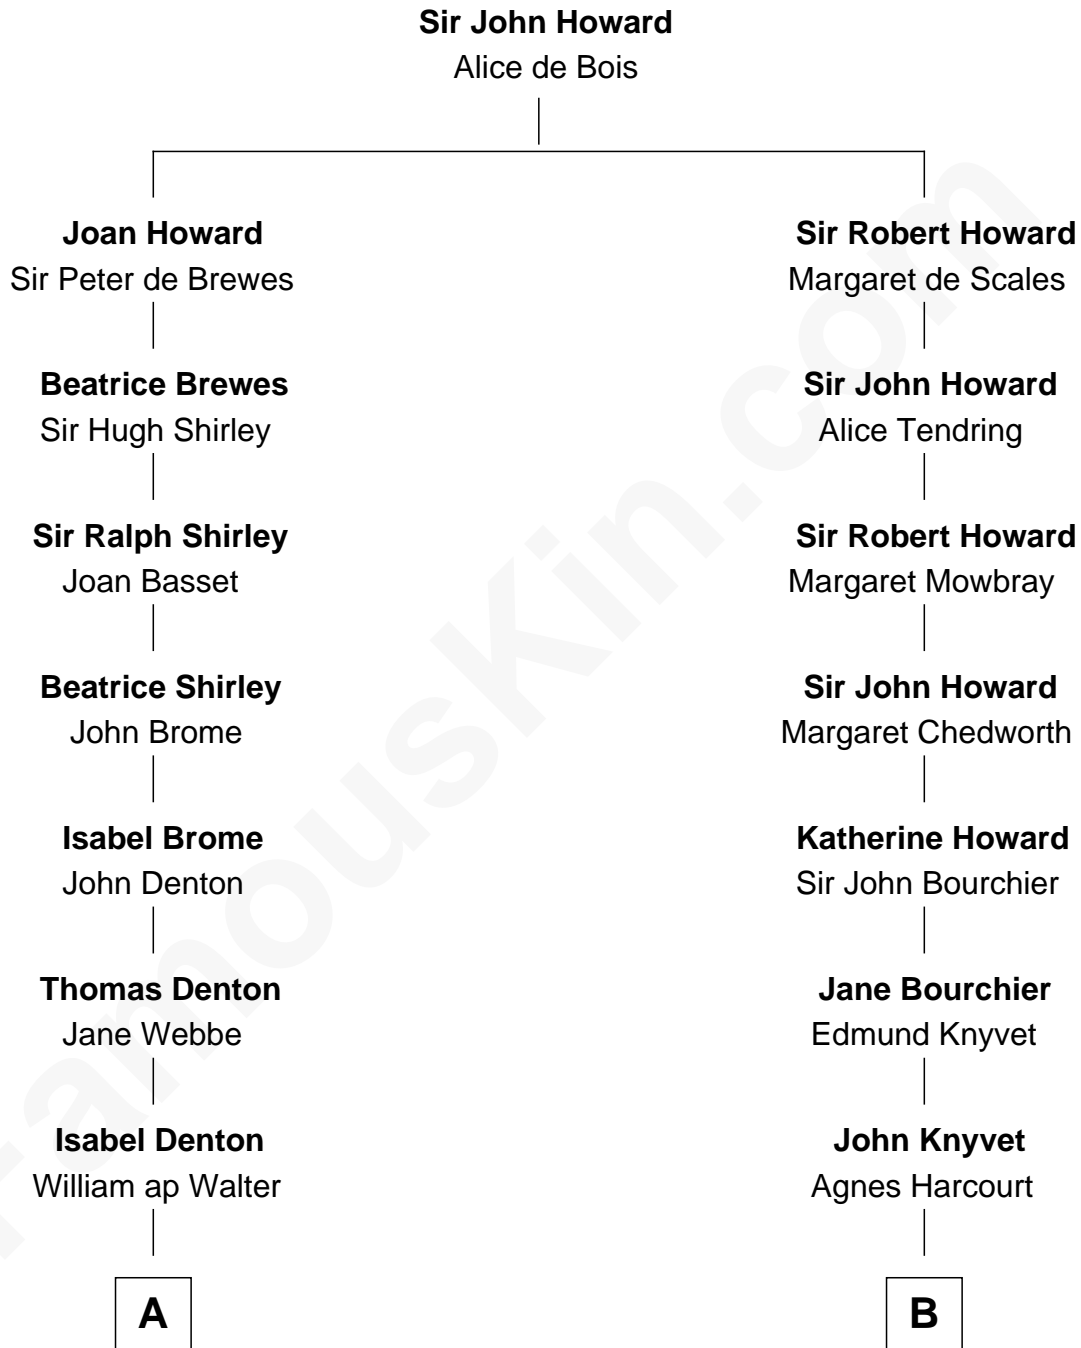 Sir John Howard
Alice de Bois
Joan Howard
Sir Peter de Brewes
Sir Robert Howard
Margaret de Scales
Beatrice Brewes
Sir Hugh Shirley
Sir John Howard
Alice Tendring
Sir Ralph Shirley
Joan Basset
Sir Robert Howard
Margaret Mowbray
Beatrice Shirley
John Brome
Sir John Howard
Margaret Chedworth
Isabel Brome
John Denton
Katherine Howard
Sir John Bourchier
Thomas Denton
Jane Webbe
Jane Bourchier
Edmund Knyvet
Isabel Denton
William ap Walter
John Knyvet
Agnes Harcourt
A
B
FamousKin.com